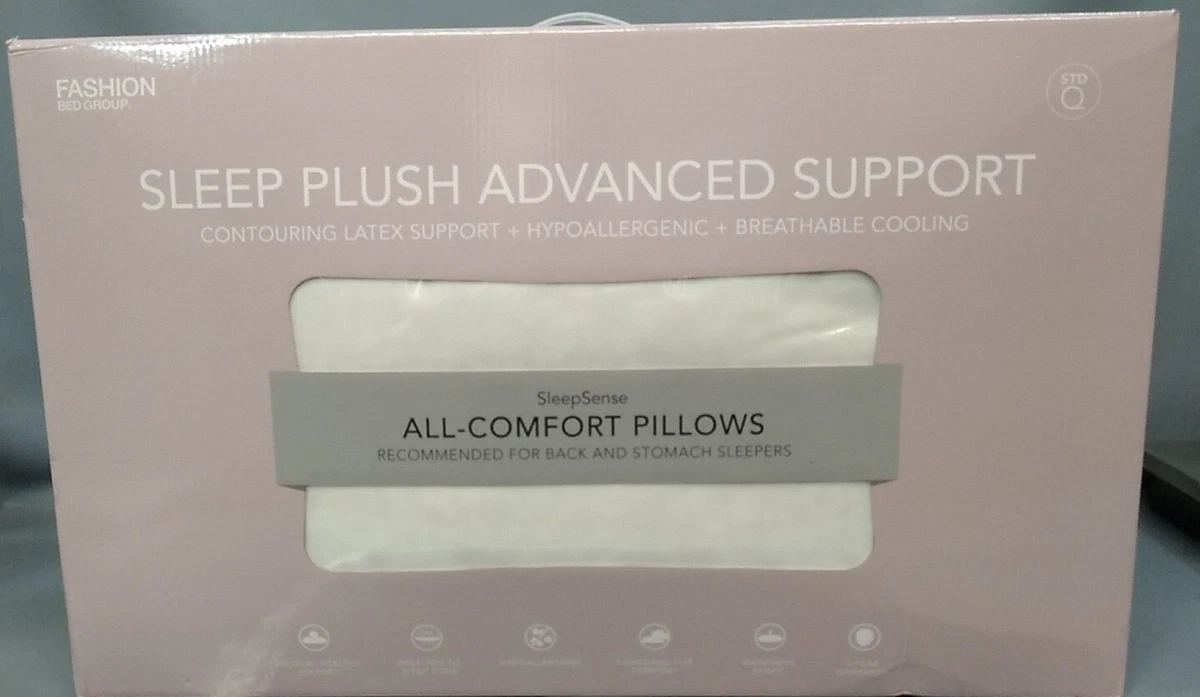 FASHION
BED GROUP.
STD
Q
SLEEP PLUSH ADVANCED SUPPORT
CONTOURING LATEX SUPPORT + HYPOALLERGENIC + BREATHABLE COOLING
SleepSense
ALL-COMFORT PILLOWS
RECOMMENDED FOR BACK AND STOMACH SLEEPERS
HYPOALLERGENIC